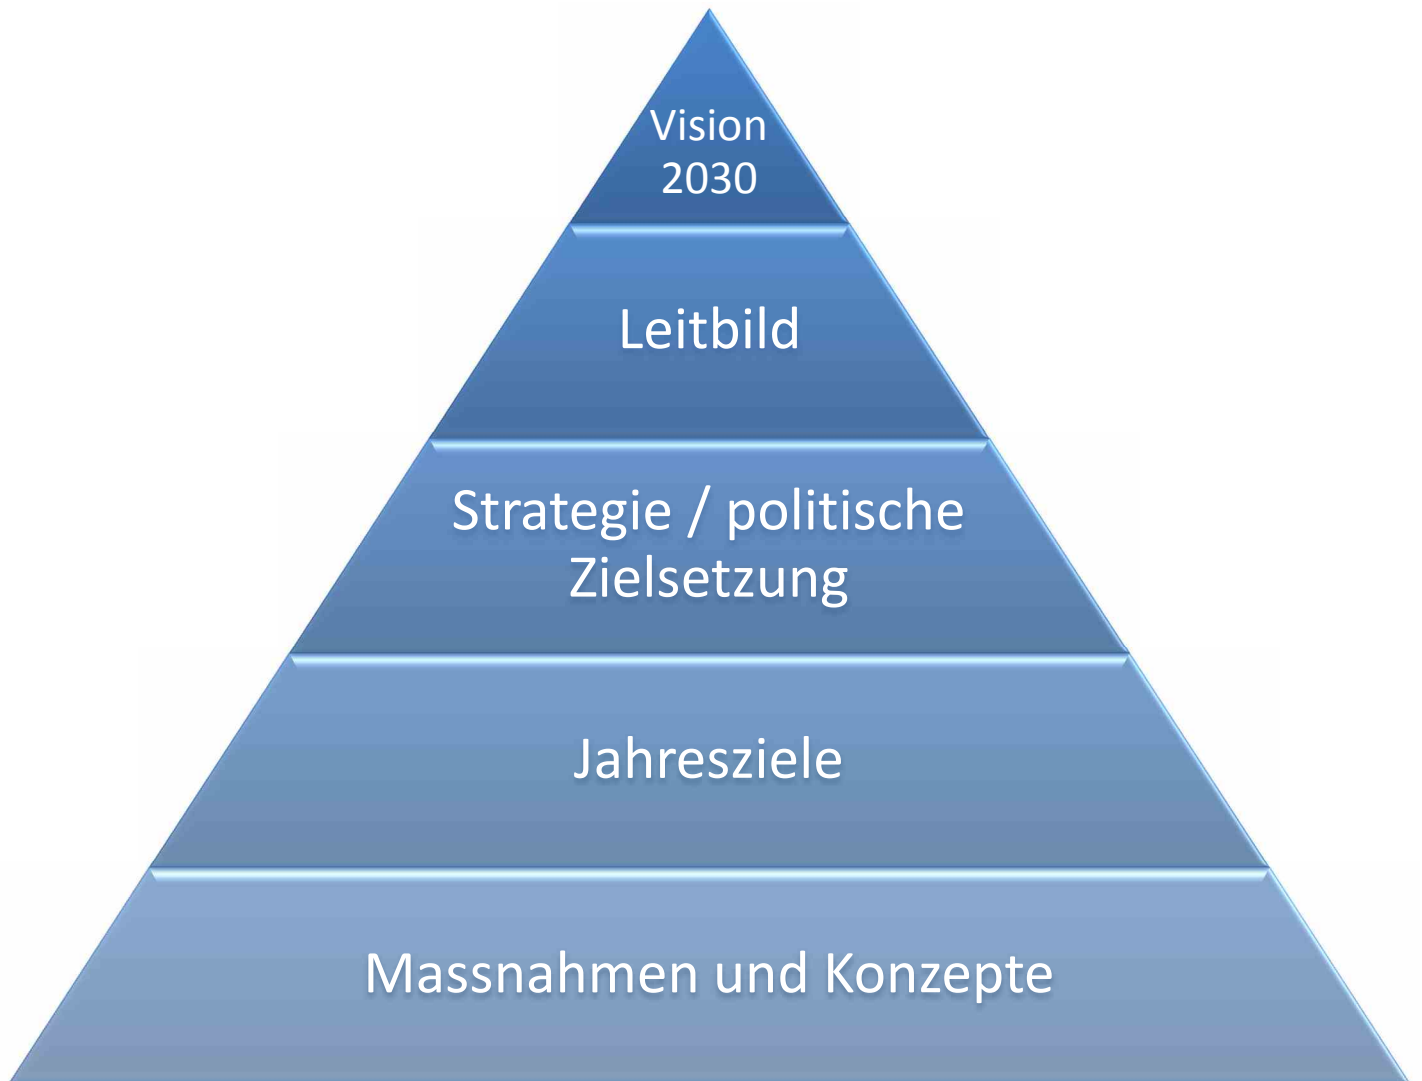 Vision
2030
Leitbild
Strategie / politische
Zielsetzung
Jahresziele
Massnahmen und Konzepte